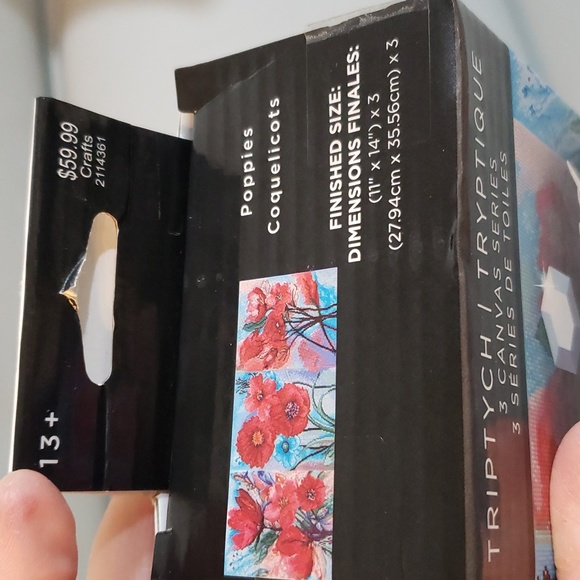 $59.99
Crafts
2114361
13+
Poppies
Coquelicots
FINISHED SIZE:
DIMENSIONS FINALES:
(11" x 14") x 3
(27.94cm x 35.56cm) x 3
TRIPTYCH | TRYPTIQUE
3 CANVAS SERIES
3 SÉRIES DE TOILES